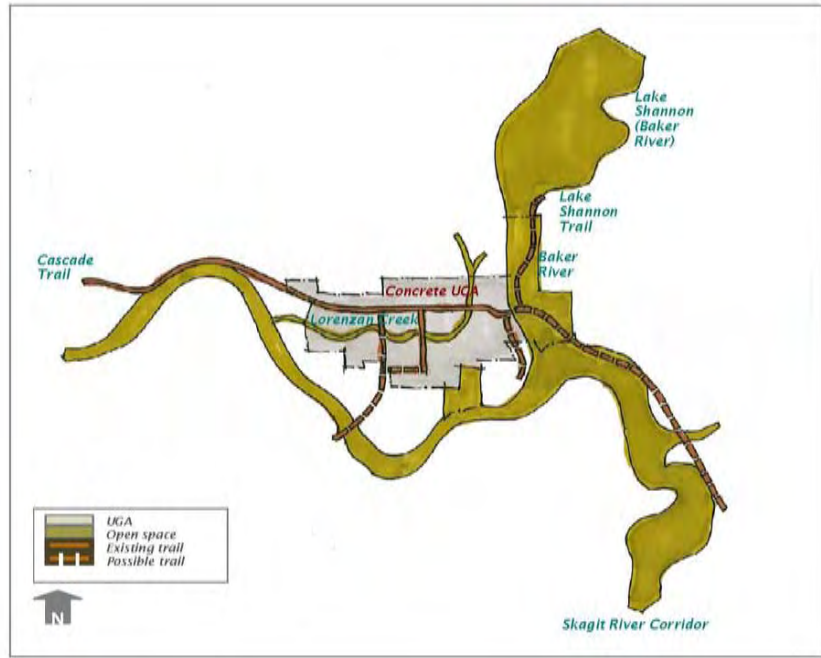 Lake
Shannon
(Baker
River)
Lake
Shannon
Trail
Baker
River
Cascade
Trail
Concrete UGA
Lorenzan Creek
UGA
Open space
Existing trail
Possible trail
N
Skagit River Corridor